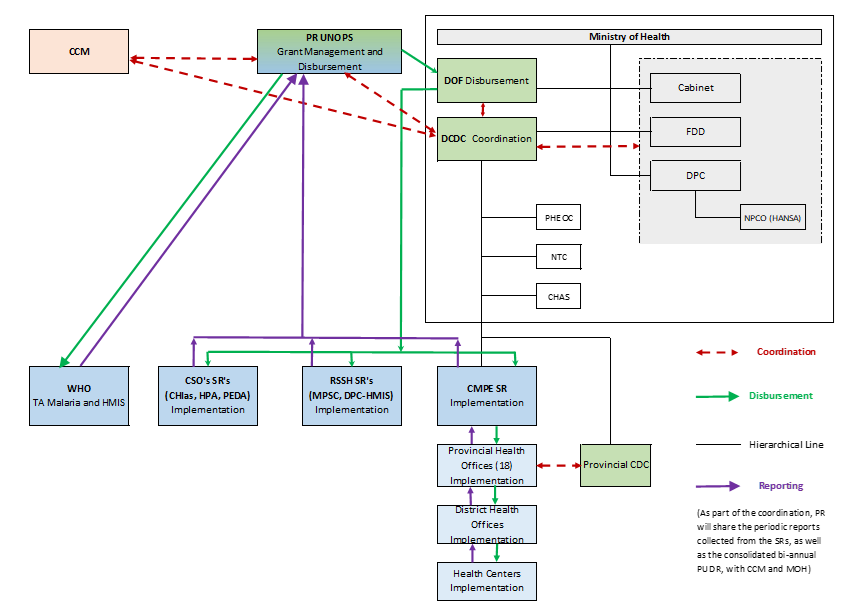 CCM
PR UNOPS
Grant Management and
Disbursement
Ministry of Health
DOF Disbursement
DCDC Coordination
Cabinet
FDD
DPC
NPCO (HANSA)
PHEOC
NTC
CHAS
WHO
TA Malaria and HMIS
CSO's SR's
(CHIas, HPA, PEDA)
Implementation
RSSH SR's
(MPSC, DPC-HMIS)
Implementation
CMPE SR
Implementation
Provincial Health
Offices (18)
Implementation
Provincial CDC
District Health
Offices
Implementation
Health Centers
Implementation
Coordination
Disbursement
Hierarchical Line
Reporting
(As part of the coordination, PR
will share the periodic reports
collected from the SRs, as well
as the consolidated bi-annual
PUDR, with CCM and MOH)